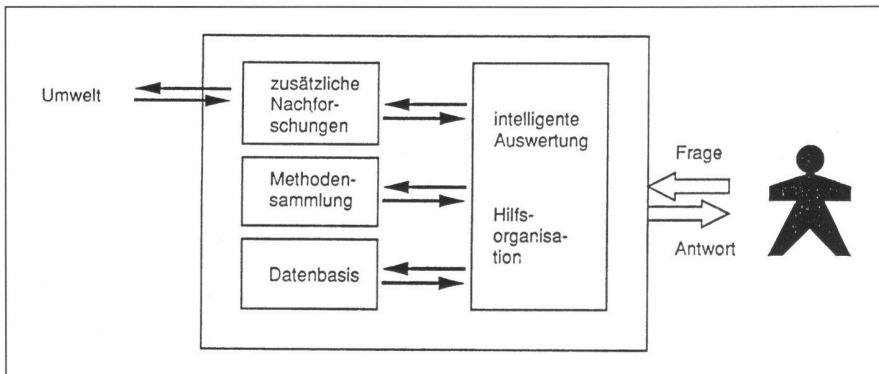 Umwelt
zusätzliche
Nachfor-
schungen
Methoden-
sammlung
Datenbasis
intelligente
Auswertung
Hilfs-
organisa-
tion
Frage
Antwort